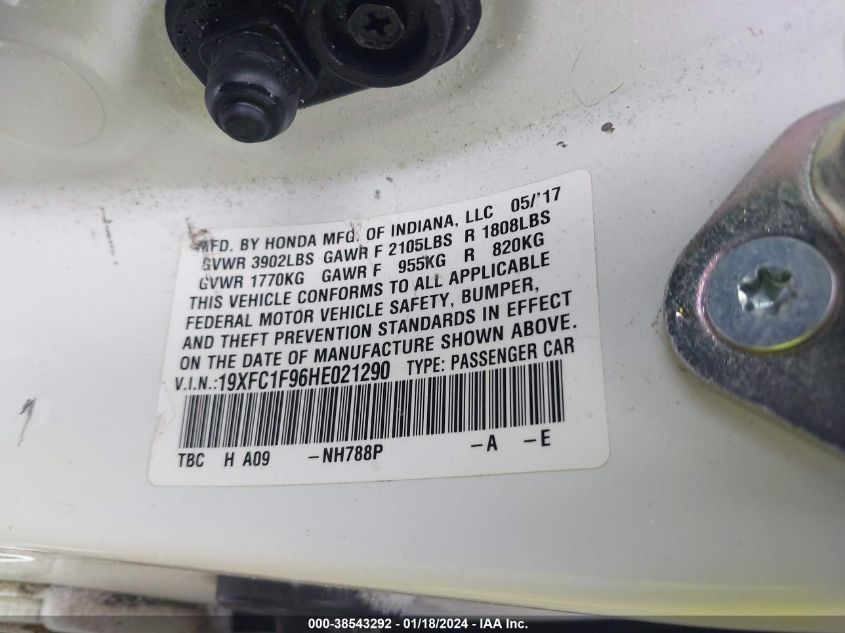 MFD. BY HONDA MFG. OF INDIANA, LLC 05/'17
GVWR 3902LBS GAWR F 2105LBS R 1808LBS
GVWR 1770KG GAWR F 955KG R 820KG
THIS VEHICLE CONFORMS TO ALL APPLICABLE
FEDERAL MOTOR VEHICLE SAFETY, BUMPER,
AND THEFT PREVENTION STANDARDS IN EFFECT
ON THE DATE OF MANUFACTURE SHOWN ABOVE.
V.I.N.:19XFC1F96HE021290 TYPE: PASSENGER CAR
TBC H A09 -NH788P -A -E
000-38543292 - 01/18/2024 - IAA Inc.